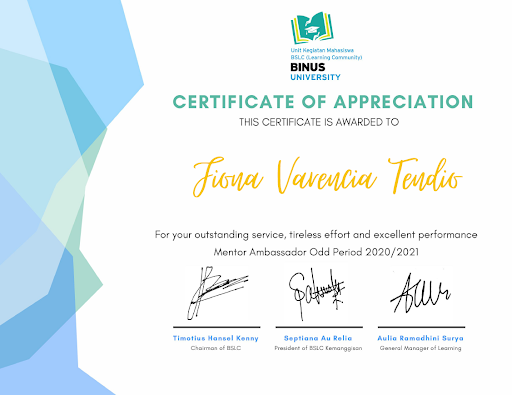 Unit Kegiatan Mahasiswa
BSLC (Learning Community)
BINUS
UNIVERSITY
CERTIFICATE OF APPRECIATION
THIS CERTIFICATE IS AWARDED TO
Fiona Varencia Tendio
For your outstanding service, tireless effort and excellent performance
Mentor Ambassador Odd Period 2020/2021
Timotius Hansel Kenny
Chairman of BSLC
Septiana Au Relia
President of BSLC Kemanggisan
Aulia Ramadhini Surya
General Manager of Learning